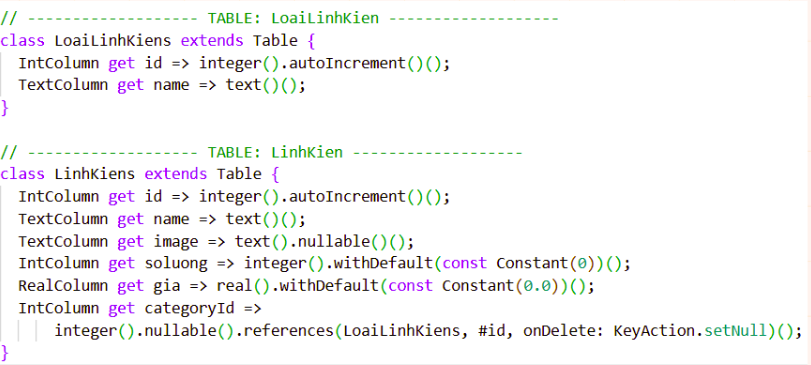 // ------------------- TABLE: LoaiLinhKien -------------------
class LoaiLinhKiens extends Table {
  IntColumn get id => integer().autoIncrement()();
  TextColumn get name => text()();
}

// ------------------- TABLE: LinhKien -------------------
class LinhKiens extends Table {
  IntColumn get id => integer().autoIncrement()();
  TextColumn get name => text()();
  TextColumn get image => text().nullable()();
  IntColumn get soluong => integer().withDefault(const Constant(0))();
  RealColumn get gia => real().withDefault(const Constant(0.0))();
  IntColumn get categoryId =>
      integer().nullable().references(LoaiLinhKiens, #id, onDelete: KeyAction.setNull)();
}